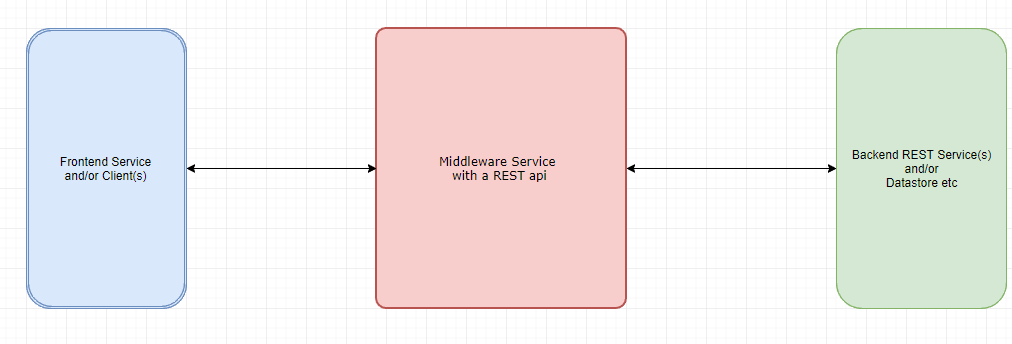 Frontend Service
and/or Client(s)
Middleware Service
with a REST api
Backend REST Service(s)
and/or
Datastore etc